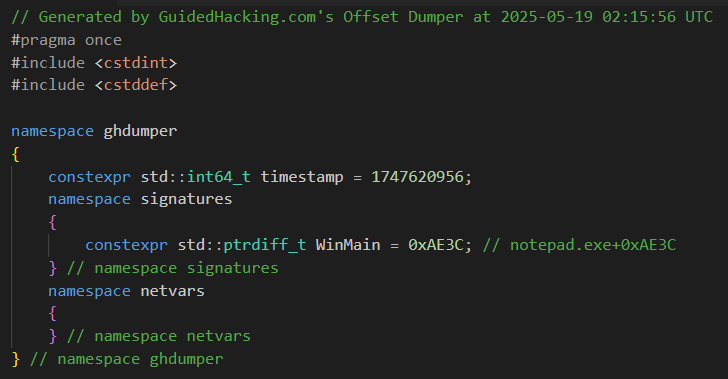 // Generated by GuidedHacking.com's Offset Dumper at 2025-05-19 02:15:56 UTC
#pragma once
#include <cstdint>
#include <cstddef>

namespace ghdumper
{
    constexpr std::int64_t timestamp = 1747620956;
    namespace signatures
    {
        constexpr std::ptrdiff_t WinMain = 0xAE3C; // notepad.exe+0xAE3C
    } // namespace signatures
    namespace netvars
    {
    } // namespace netvars
} // namespace ghdumper